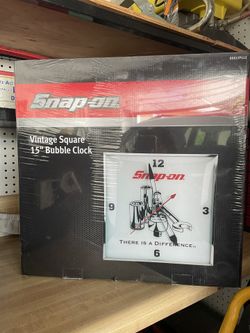 Snap-on
Vintage Square
15" Bubble Clock
12
Snap-on
9
3
THERE IS A DIFFERENCE..
6